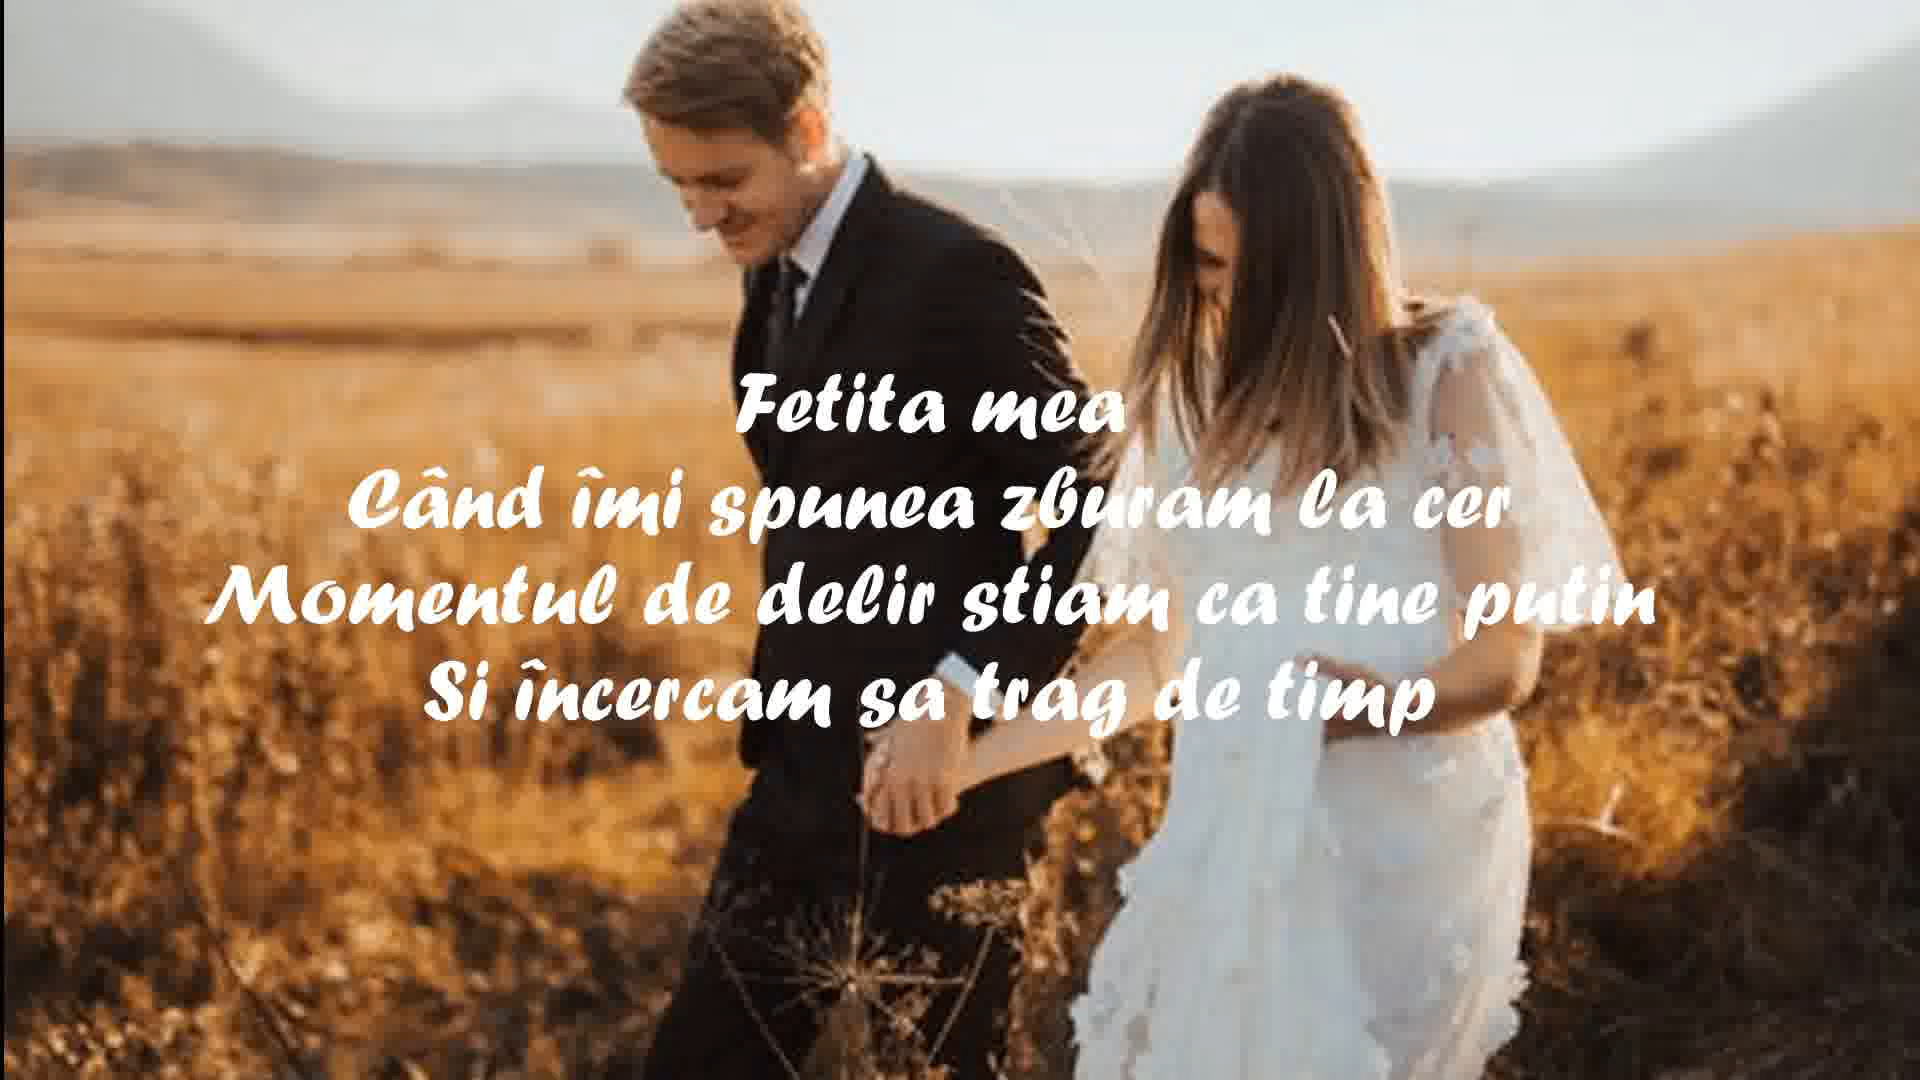 Fetita mea
Când îmi spunea zburam la cer
Momentul de delir stiam ca tine putin
Si încercam sa trag de timp